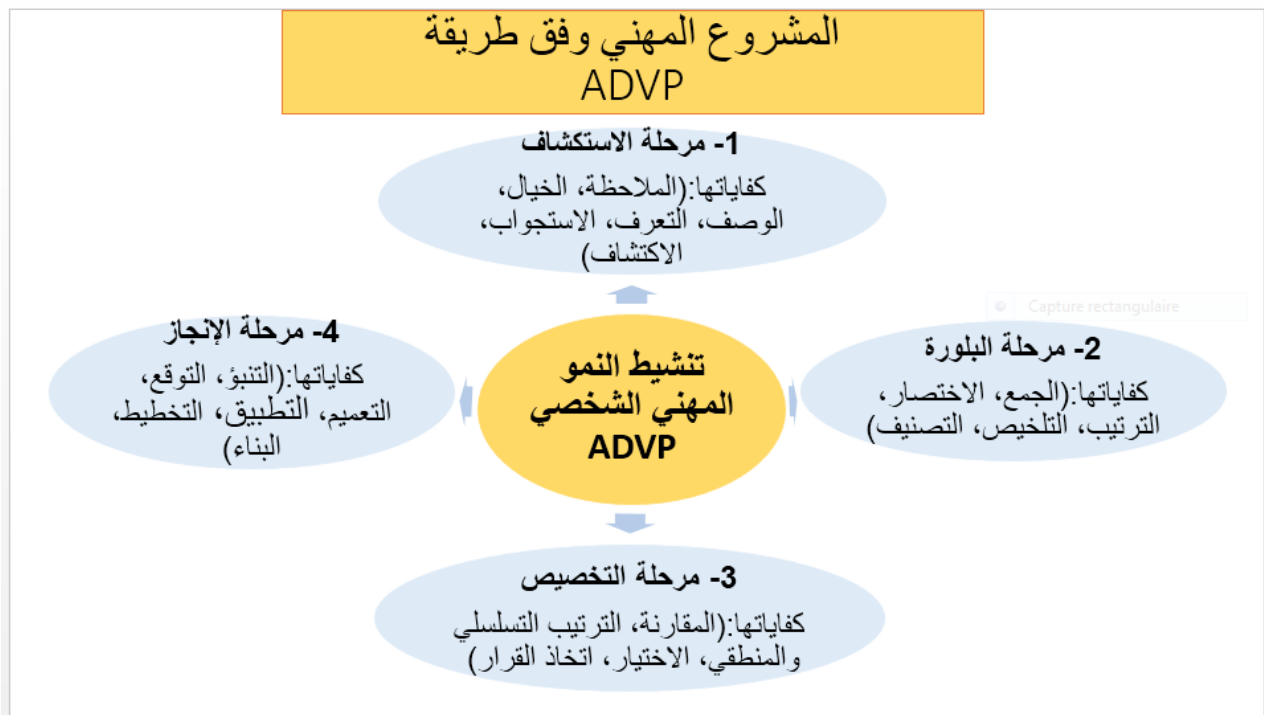 المشروع المهني وفق طريقة
ADVP
1- مرحلة الاستكشاف
كفاياتها:(الملاحظة، الخيال،
الوصف، التعرف، الاستجواب،
الاكتشاف)
Capture rectangulaire
2- مرحلة البلورة
كفاياتها:(الجمع، الاختصار،
الترتيب، التلخيص، التصنيف)
تنشيط النمو
المهني الشخصي
ADVP
3- مرحلة التخصيص
كفاياتها:(المقارنة، الترتيب التسلسلي
والمنطقي، الاختيار، اتخاذ القرار)
4- مرحلة الإنجاز
كفاياتها:(التنبؤ، التوقع،
التعميم، التطبيق، التخطيط،
البناء)